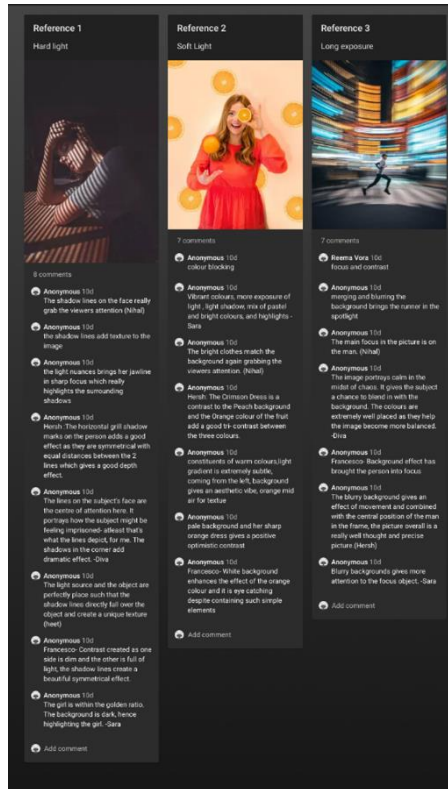 Reference 1
Hard light
8 comments
Anonymous 10d
The shadow lines on the face really
grab the viewers attention (Nihal)
Anonymous 10d
the shadow lines add texture to the
image
Anonymous 10d
the light nuances brings her jawline
in sharp focus which really
highlights the surrounding
shadows
Anonymous 10d
Hersh :The horizontal grill shadow
marks on the person adds a good
effect as they are symmetrical with
equal distances between the 2
lines which gives a good depth
effect.
Anonymous 10d
The lines on the subject's face are
the centre of attention here. It
portrays how the subject might be
feeling imprisoned- atleast that's
what the lines depict, for me. The
shadows in the corner add
dramatic effect. -Diva
Anonymous 10d
The light source and the object are
perfectly place such that the
shadow lines directly fall over the
object and create a unique texture
(heet)
Anonymous 10d
Francesco- Contrast created as one
side is dim and the other is full of
light, the shadow lines create a
beautiful symmetrical effect.
Anonymous 10d
The girl is within the golden ratio.
The background is dark, hence
highlighting the girl. -Sara
Add comment
Reference 2
Soft Light
7 comments
Anonymous 10d
colour blocking
Anonymous 10d
Vibrant colours, more exposure of
light , light shadow, mix of pastel
and bright colours, and highlights -
Sara
Anonymous 10d
The bright clothes match the
background again grabbing the
viewers attention. (Nihal)
Anonymous 10d
Hersh: The Crimson Dress is a
contrast to the Peach background
and the Orange colour of the fruit
add a good tri- contrast between
the three colours.
Anonymous 10d
constituents of warm colours,light
gradient is extremely subtle,
coming from the left, background
gives an aesthetic vibe, orange mid
air for textue
Anonymous 10d
pale background and her sharp
orange dress gives a positive
optimistic contrast
Anonymous 10d
Francesco- White background
enhances the effect of the orange
colour and it is eye catching
despite containing such simple
elements
Add comment
Reference 3
Long exposure
7 comments
Reema Vora 10d
focus and contrast
Anonymous 10d
merging and blurring the
background brings the runner in the
spotlight
Anonymous 10d
The main focus in the picture is on
the man. (Nihal)
Anonymous 10d
The image portrays calm in the
midst of chaos. It gives the subject
a chance to blend in with the
background. The colours are
extremely well placed as they help
the image become more balanced.
-Diva
Anonymous 10d
Francesco- Background effect has
brought the person into focus
Anonymous 10d
The blurry background gives an
effect of movement and combined
with the central position of the man
in the frame, the picture overall is a
really well thought and precise
picture (Hersh)
Anonymous 10d
Blurry backgrounds gives more
attention to the focus object. -Sara
Add comment